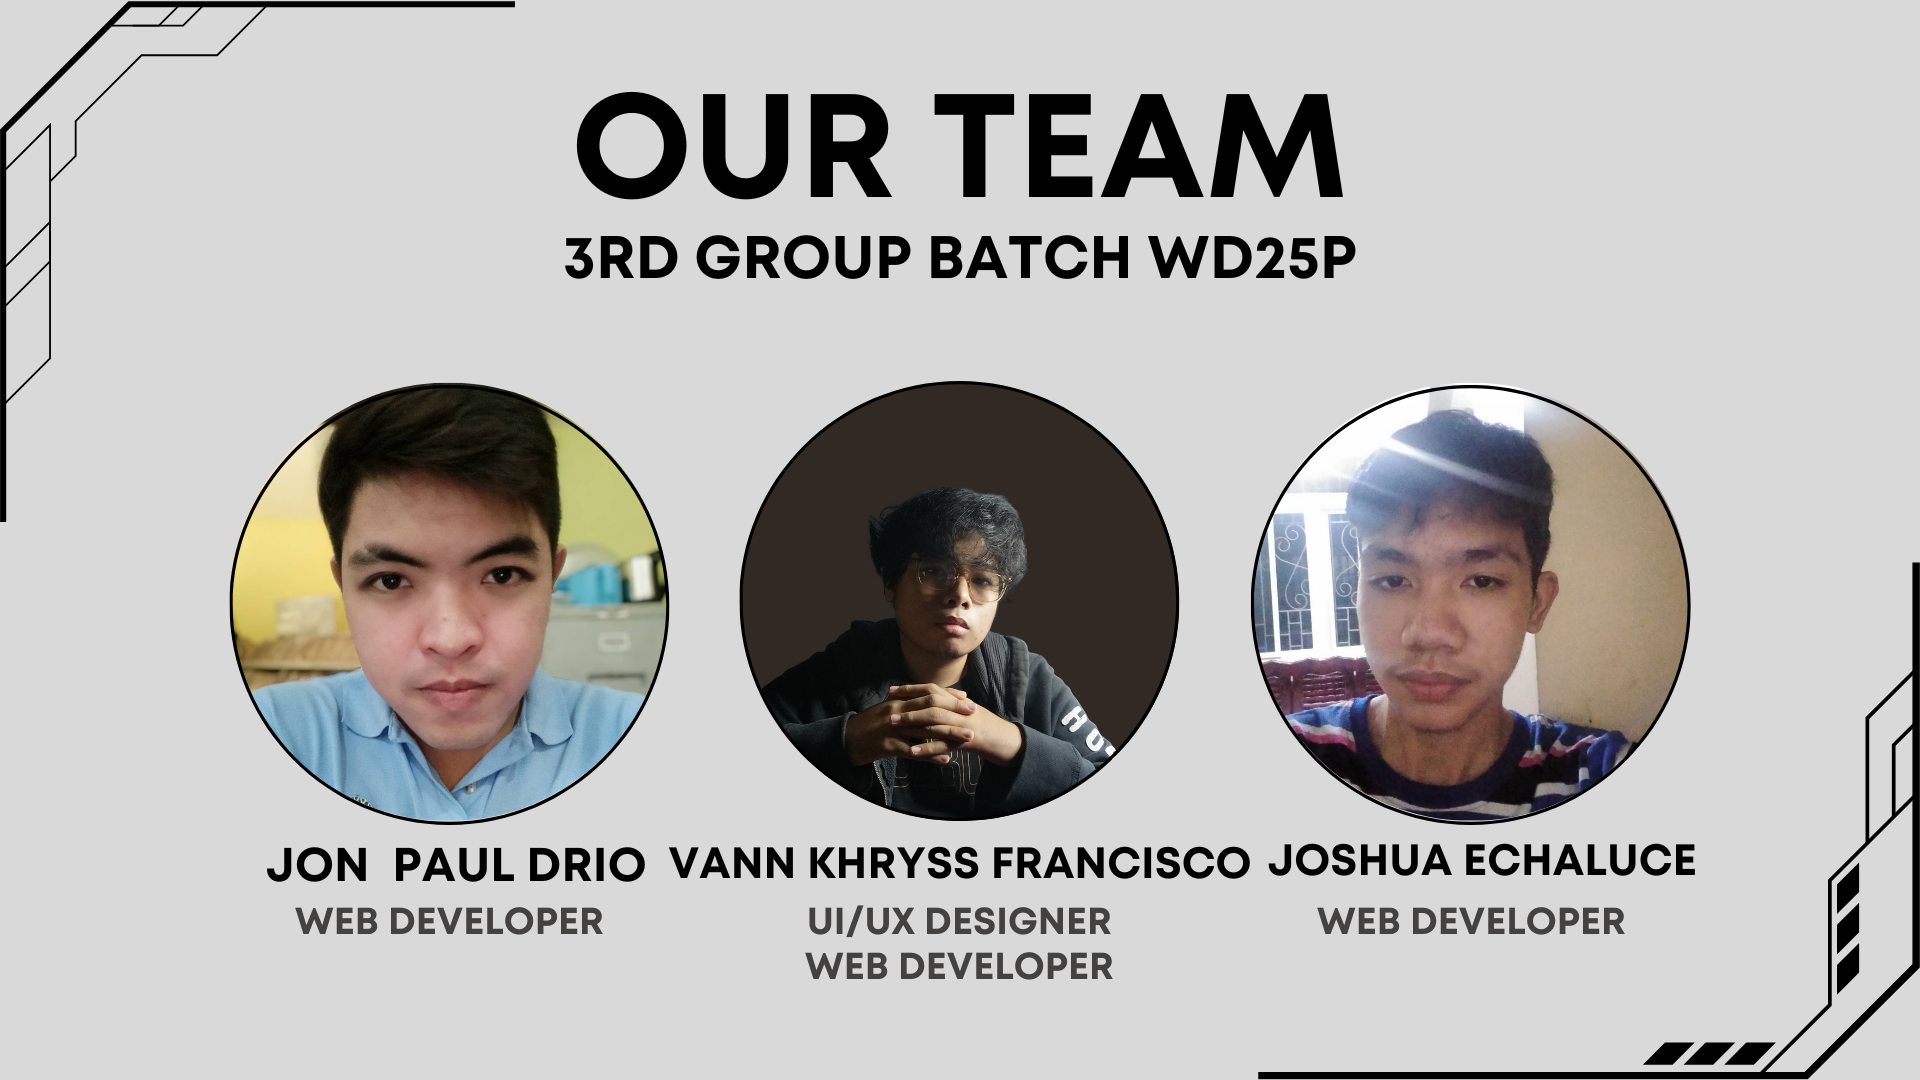 OUR TEAM
3RD GROUP BATCH WD25P
JON PAUL DRIO
WEB DEVELOPER
VANN KHRYSS FRANCISCO
UI/UX DESIGNER
WEB DEVELOPER
JOSHUA ECHALUCE
WEB DEVELOPER